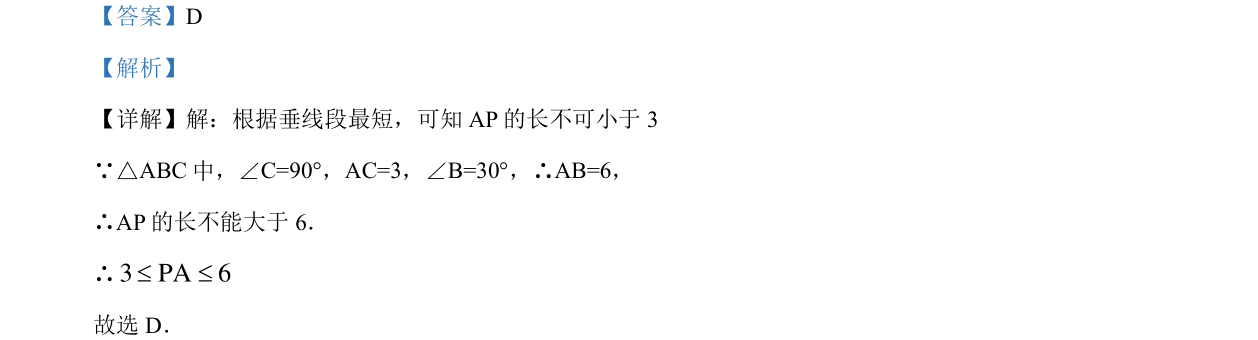 【答案】D
【解析】
【详解】解：根据垂线段最短，可知 AP 的长不可小于 3
∵△ABC 中，∠C=90°，AC=3，∠B=30°，∴AB=6，
∴AP 的长不能大于 6．
∴ 3 ≤ PA ≤ 6
故选 D．